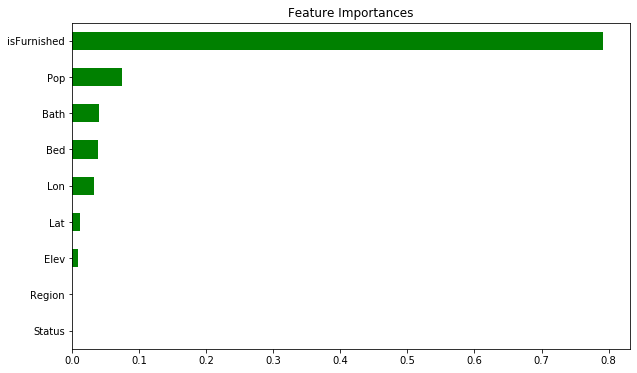 Feature Importances
isFurnished
Pop
Bath
Bed
Lon
Lat
Elev
Region
Status
0.0 0.1 0.2 0.3 0.4 0.5 0.6 0.7 0.8